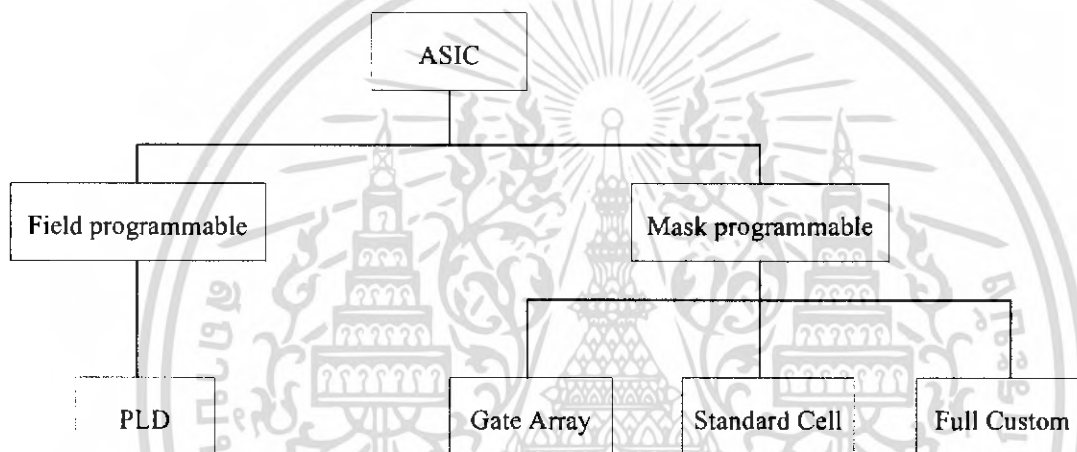 ASIC
Field programmable
Mask programmable
PLD
Gate Array
Standard Cell
Full Custom